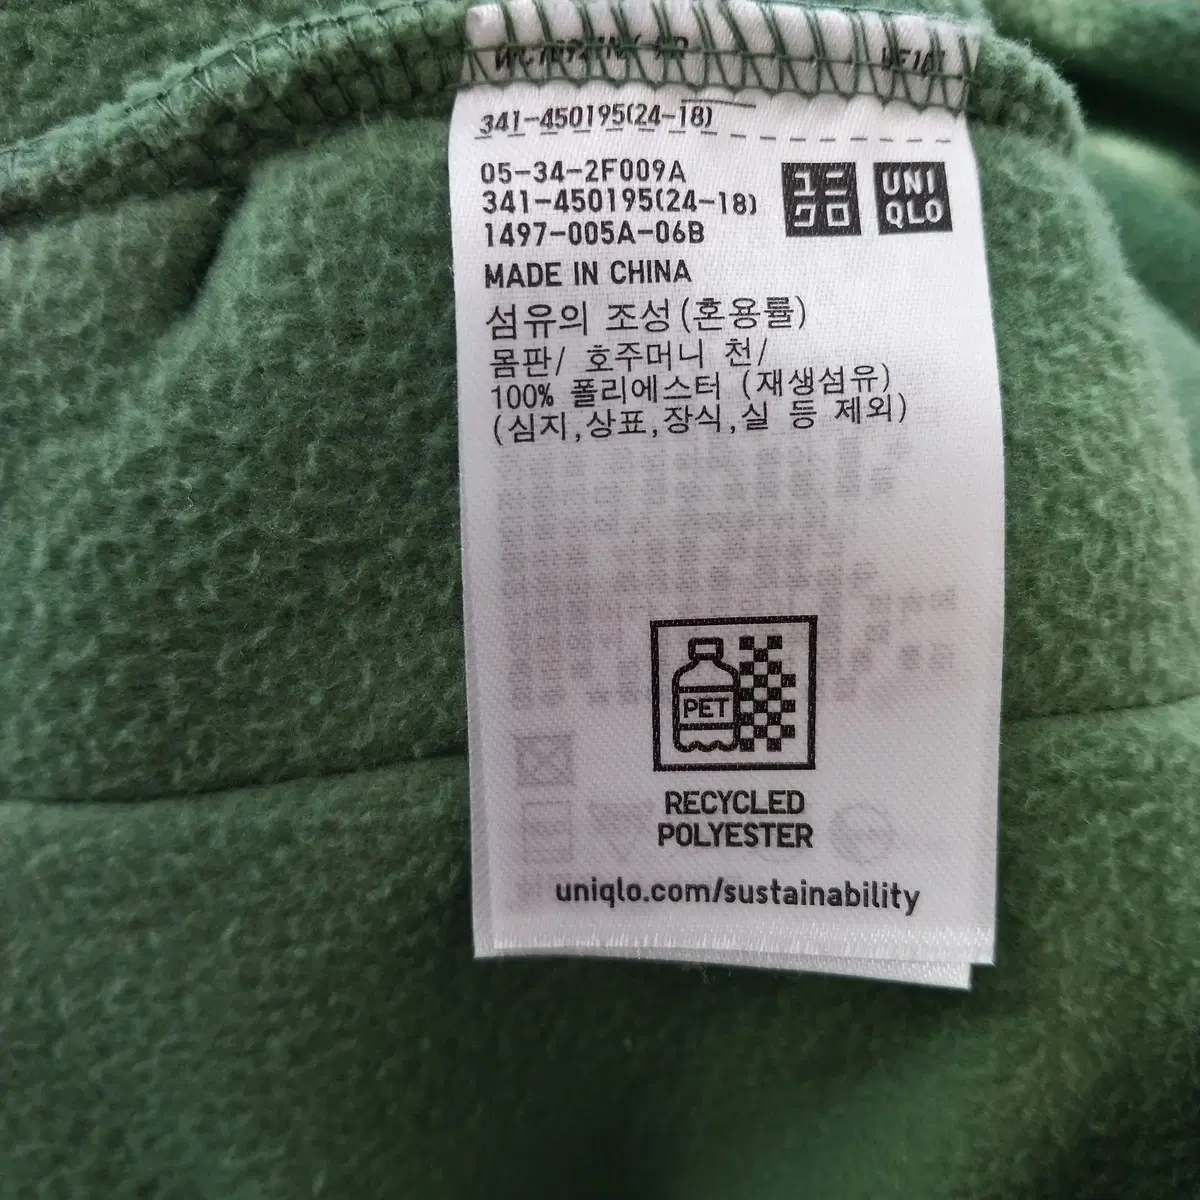 341-450195(24-18)
05-34-2F009A
341-450195(24-18)
1497-005A-06B
ユニ
クロ
UNI
QLO
MADE IN CHINA
섬유의 조성(혼용률)
몸판/ 호주머니 천/
100% 폴리에스터 (재생섬유)
(심지,상표,장식,실 등 제외)
PET
RECYCLED
POLYESTER
uniqlo.com/sustainability